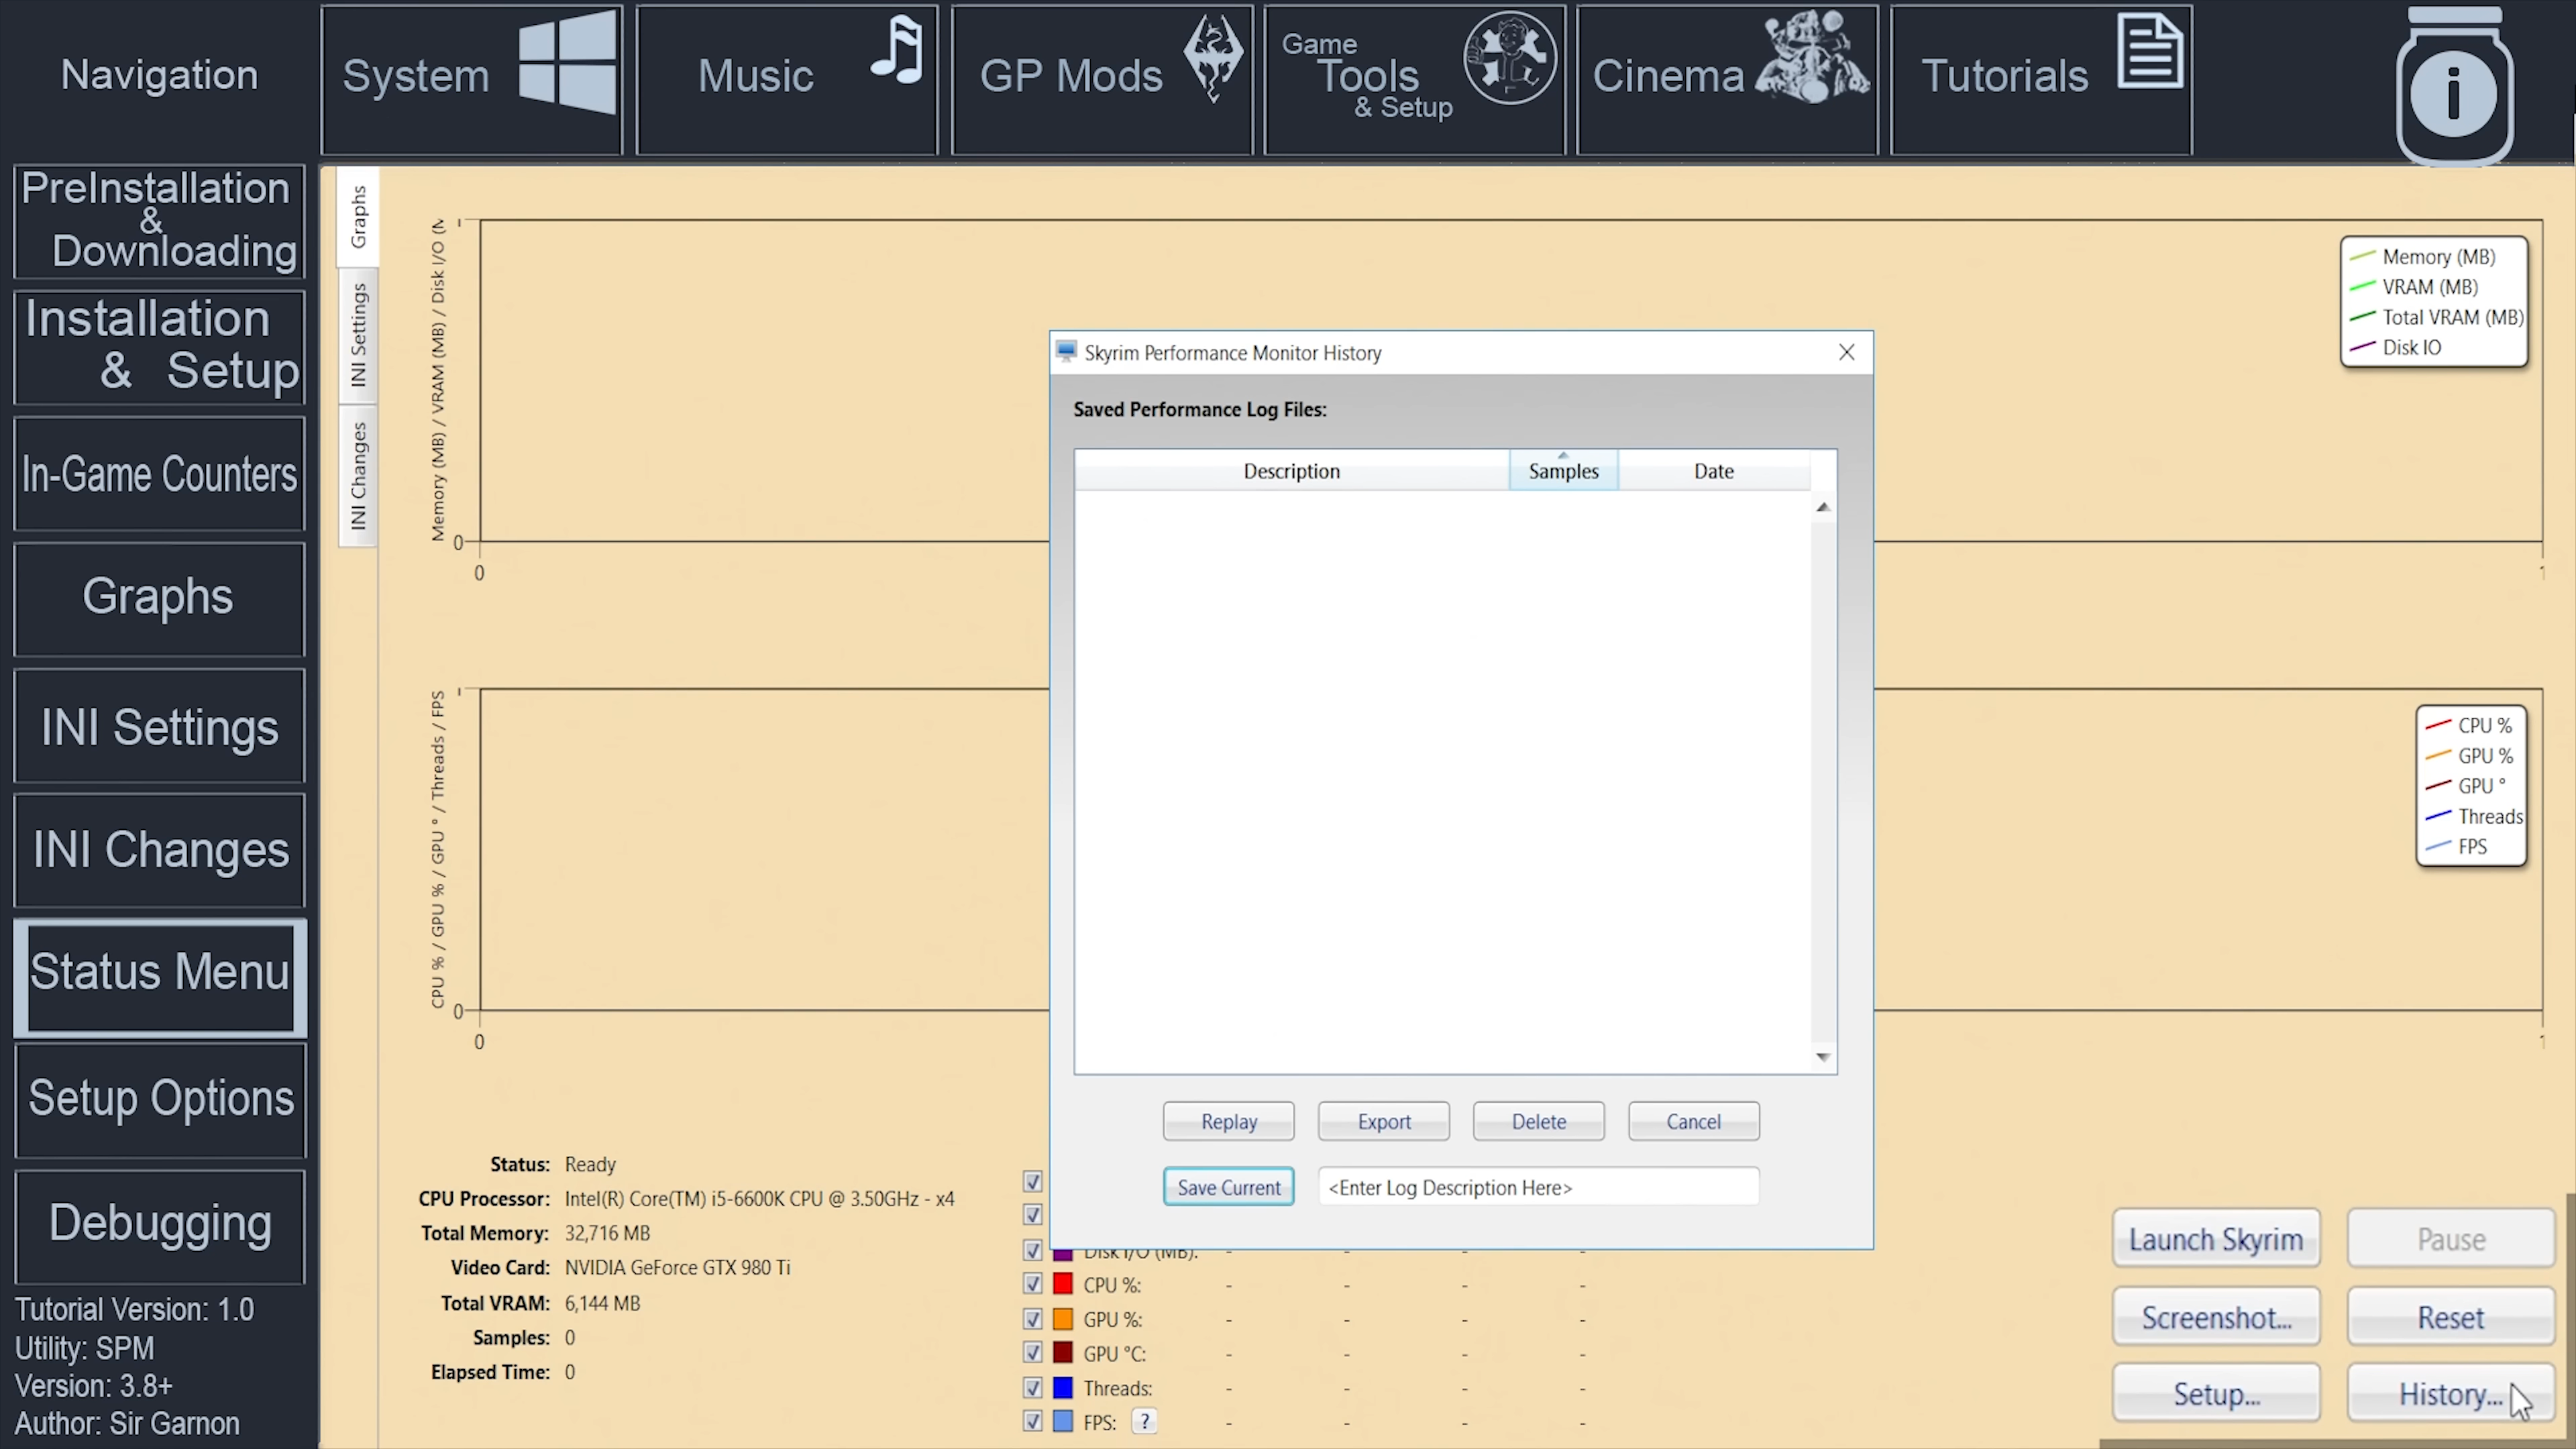 Navigation
System
Music
GP Mods
Game
Tools
& Setup
Cinema
Tutorials
i
PreInstallation
&
Downloading
Installation
& Setup
In-Game Counters
Graphs
INI Settings
INI Changes
Status Menu
Setup Options
Debugging
Tutorial Version: 1.0
Utility: SPM
Version: 3.8+
Author: Sir Garnon
Graphs
INI Settings
INI Changes
Memory (MB) / VRAM (MB) / Disk I/O (M
1
0
0
1
Memory (MB)
VRAM (MB)
Total VRAM (MB)
Disk IO
CPU % / GPU % / GPU ° / Threads / FPS
1
0
0
1
CPU %
GPU %
GPU °
Threads
FPS
Skyrim Performance Monitor History
Saved Performance Log Files:
Description Samples Date
Replay Export Delete Cancel
Save Current <Enter Log Description Here>
Status: Ready
CPU Processor: Intel(R) Core(TM) i5-6600K CPU @ 3.50GHz - x4
Total Memory: 32,716 MB
Video Card: NVIDIA GeForce GTX 980 Ti
Total VRAM: 6,144 MB
Samples: 0
Elapsed Time: 0
Disk I/O (MB): - - - -
CPU %: - - - -
GPU %: - - - -
GPU °C: - - - -
Threads: - - - -
FPS: ? - - - -
Launch Skyrim Pause
Screenshot... Reset
Setup... History...